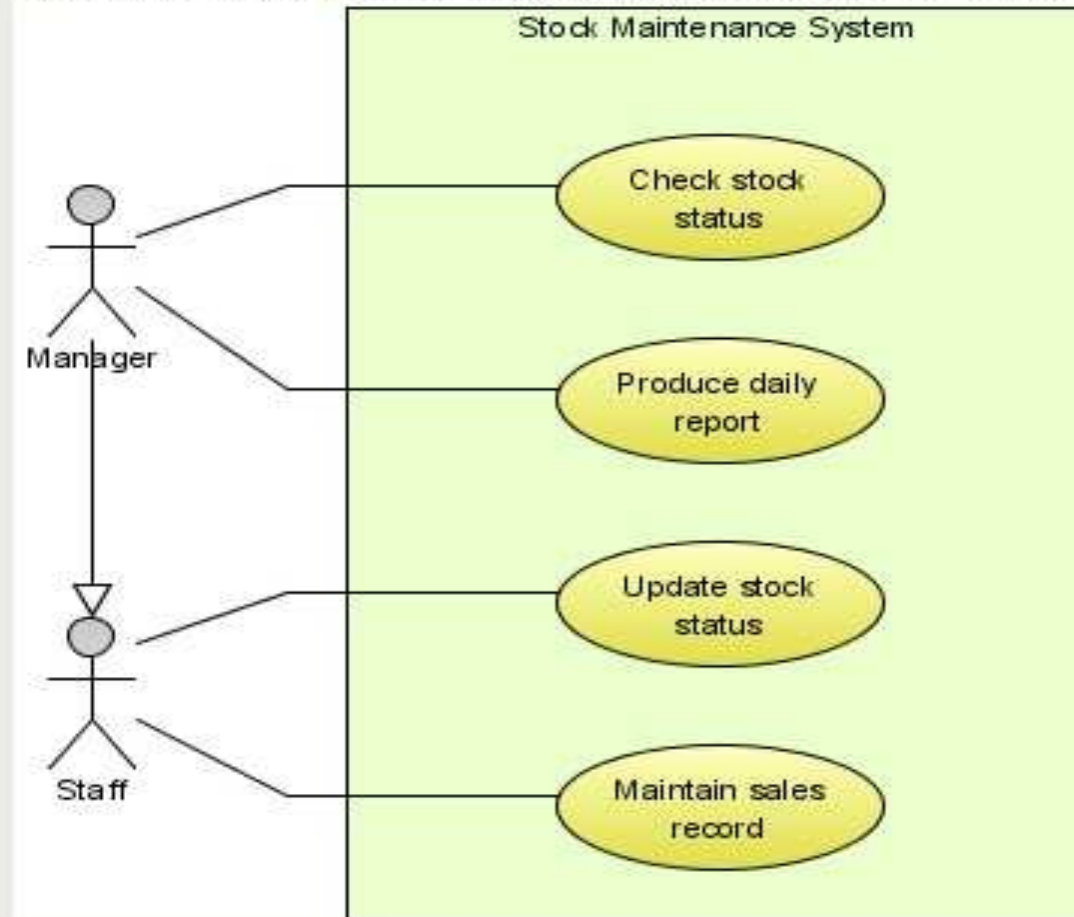 Stock Maintenance System
Check stock
status
Manager
Produce daily
report
Update stock
status
Staff
Maintain sales
record